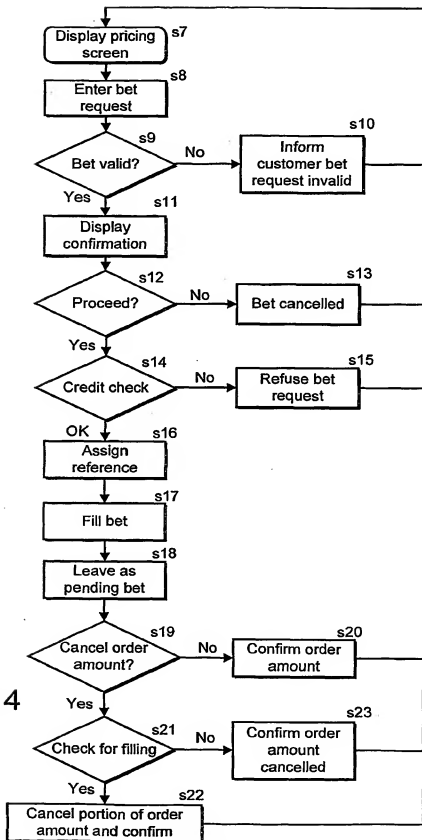 Display pricing
screen
s7
s8
Enter bet
request
s9
Bet valid?
No
s10
Inform
customer bet
request invalid
Yes
s11
Display
confirmation
s12
Proceed?
No
s13
Bet cancelled
Yes
s14
Credit check
No
s15
Refuse bet
request
OK
s16
Assign
reference
s17
Fill bet
s18
Leave as
pending bet
s19
Cancel order
amount?
No
s20
Confirm order
amount
4
Yes
s21
Check for filling
No
s23
Confirm order
amount
cancelled
Yes
s22
Cancel portion of order
amount and confirm